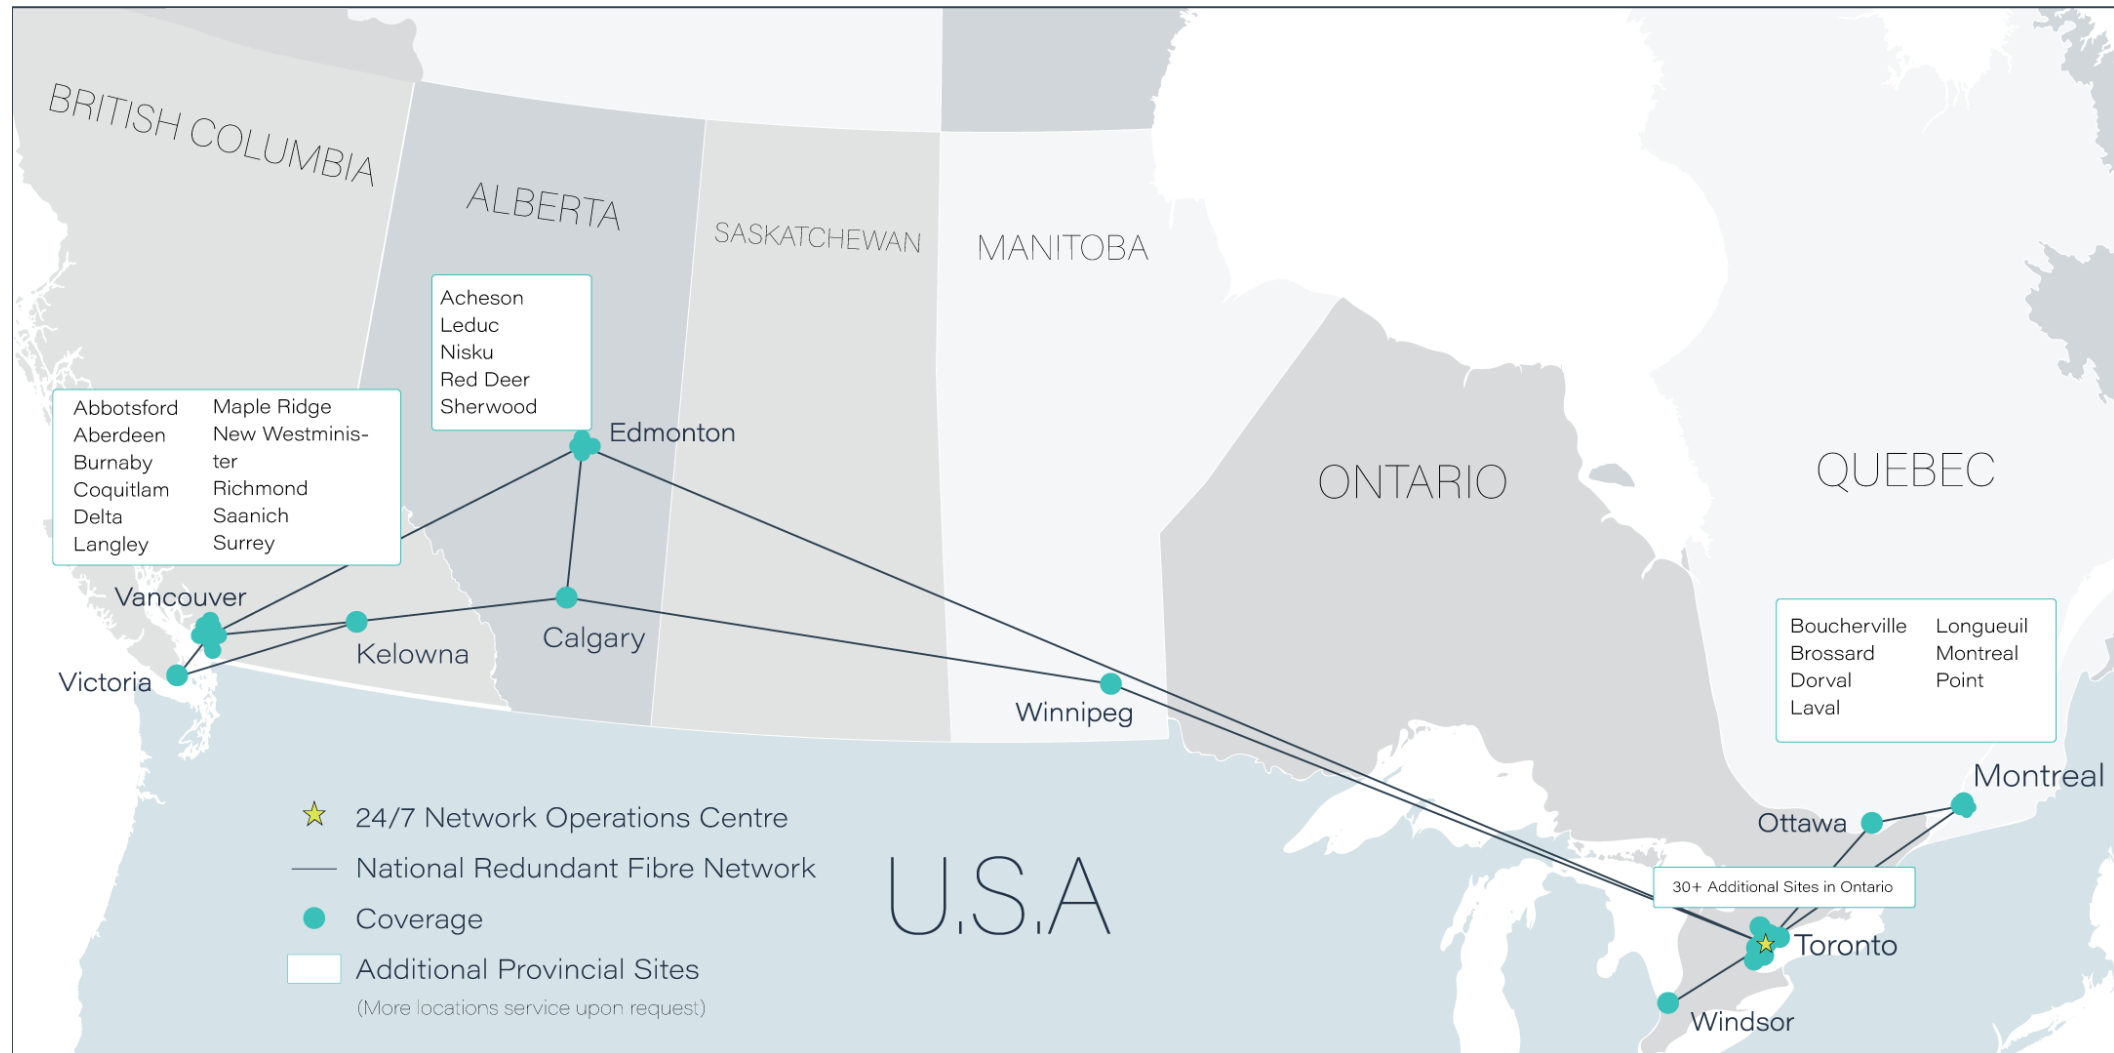 BRITISH COLUMBIA
ALBERTA
SASKATCHEWAN
MANITOBA
ONTARIO
QUEBEC
Acheson
Leduc
Nisku
Red Deer
Sherwood
Edmonton
Abbotsford
Aberdeen
Burnaby
Coquitlam
Delta
Langley
Maple Ridge
New Westminis-
ter
Richmond
Saanich
Surrey
Vancouver
Victoria
Kelowna
Calgary
Winnipeg
Boucherville
Brossard
Dorval
Laval
Longueuil
Montreal
Point
Montreal
Ottawa
30+ Additional Sites in Ontario
Toronto
Windsor
24/7 Network Operations Centre
National Redundant Fibre Network
Coverage
Additional Provincial Sites
(More locations service upon request)
U.S.A